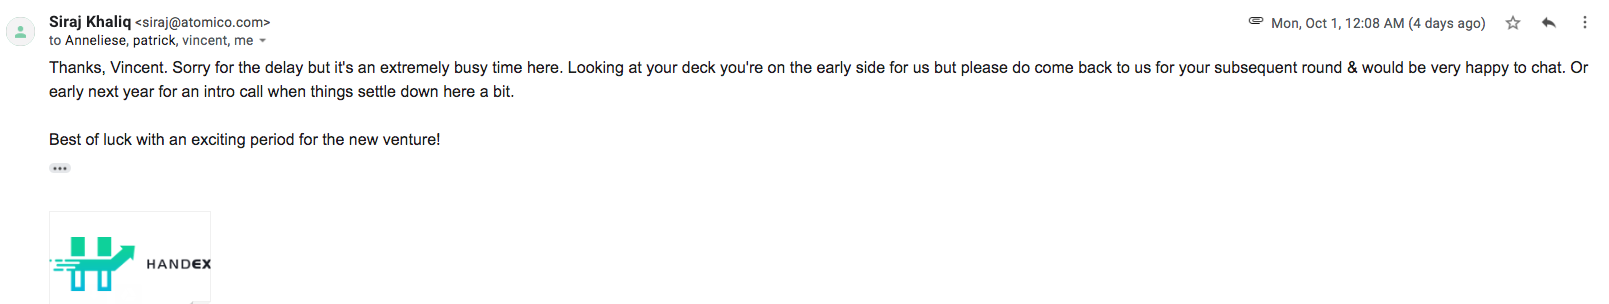 Siraj Khaliq <siraj@atomico.com>
Mon, Oct 1, 12:08 AM (4 days ago)
to Anneliese, patrick, vincent, me
Thanks, Vincent. Sorry for the delay but it's an extremely busy time here. Looking at your deck you're on the early side for us but please do come back to us for your subsequent round & would be very happy to chat. Or
early next year for an intro call when things settle down here a bit.
Best of luck with an exciting period for the new venture!
HANDEX